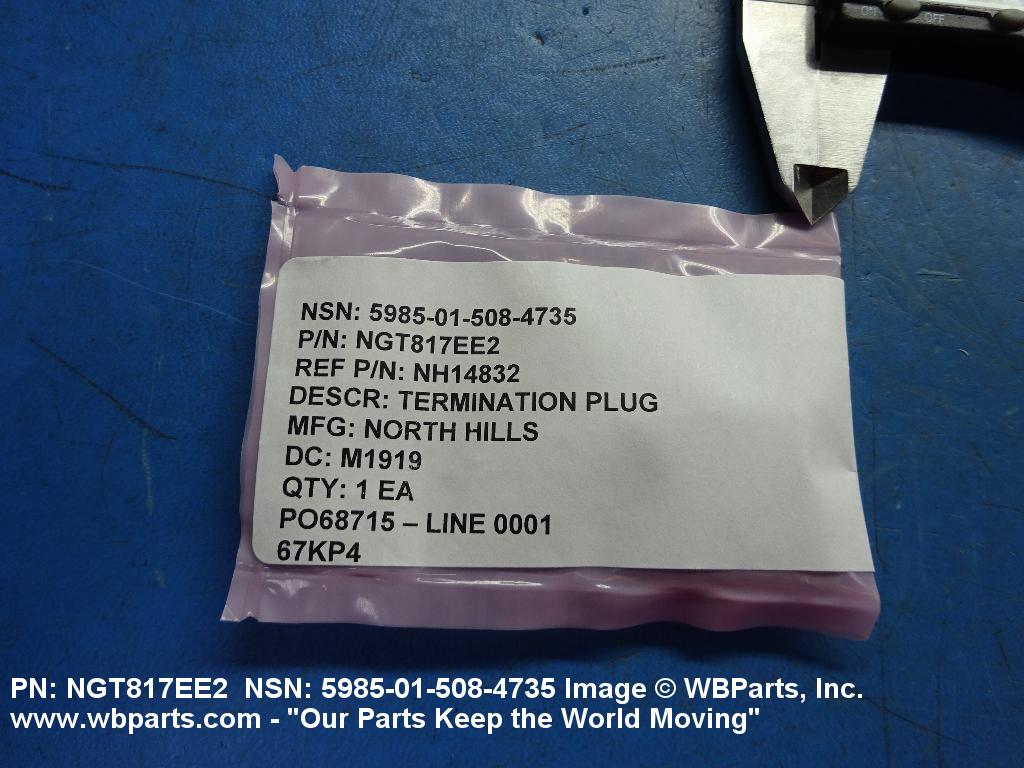 ON OFF
NSN: 5985-01-508-4735
P/N: NGT817EE2
REF P/N: NH14832
DESCR: TERMINATION PLUG
MFG: NORTH HILLS
DC: M1919
QTY: 1 EA
PO68715 – LINE 0001
67KP4
PN: NGT817EE2 NSN: 5985-01-508-4735 Image © WBParts, Inc.
www.wbparts.com - "Our Parts Keep the World Moving"